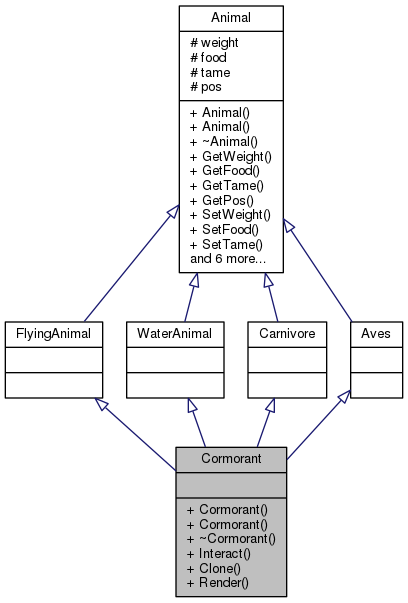 Animal
# weight
# food
# tame
# pos
+ Animal()
+ Animal()
+ ~Animal()
+ GetWeight()
+ GetFood()
+ GetTame()
+ GetPos()
+ SetWeight()
+ SetFood()
+ SetTame()
and 6 more...
FlyingAnimal
WaterAnimal
Carnivore
Aves
Cormorant
+ Cormorant()
+ Cormorant()
+ ~Cormorant()
+ Interact()
+ Clone()
+ Render()